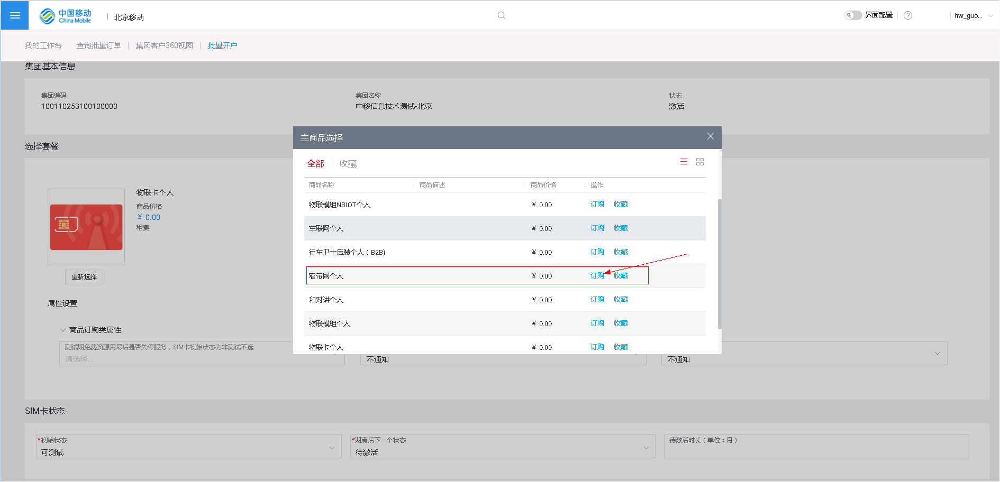 中国移动
China Mobile
北京移动
界面配置
hw_guo...
我的工作台
查询批量订单
集团客户360视图
批量开户
集团基本信息
集团编码
集团名称
状态
100110253100100000
中移信息技术测试-北京
激活
选择套餐
物联卡个人
商品价格
¥ 0.00
租费
重新选择
属性设置
商品订购类属性
测试期免费资源用尽后是否关停服务，SIM卡初始状态为非测试不选
请选择...
不通知
不通知
主商品选择
全部
收藏
商品名称 商品描述 商品价格 操作
物联模组NBIOT个人 ¥ 0.00 订购 收藏
车联网个人 ¥ 0.00 订购 收藏
行车卫士后装个人（B2B) ¥ 0.00 订购 收藏
窄带网个人 ¥ 0.00 订购 收藏
和对讲个人 ¥ 0.00 订购 收藏
物联模组个人 ¥ 0.00 订购 收藏
物联卡个人 ¥ 0.00 订购 收藏
SIM卡状态
*初始状态
可测试
*期满后下一个状态
待激活
待激活时长（单位：月）